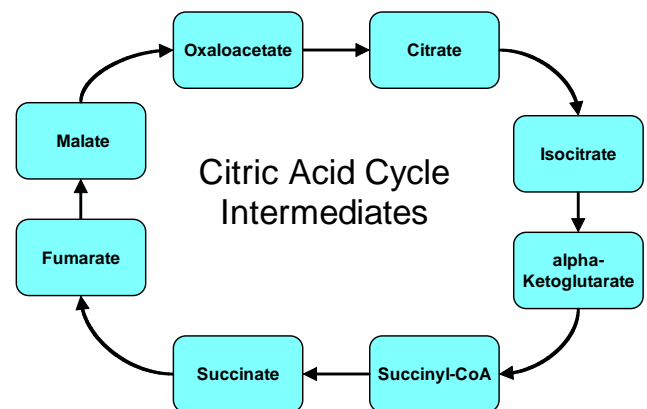 Oxaloacetate
Citrate
Isocitrate
alpha-
Ketoglutarate
Succinyl-CoA
Succinate
Fumarate
Malate
Citric Acid Cycle
Intermediates